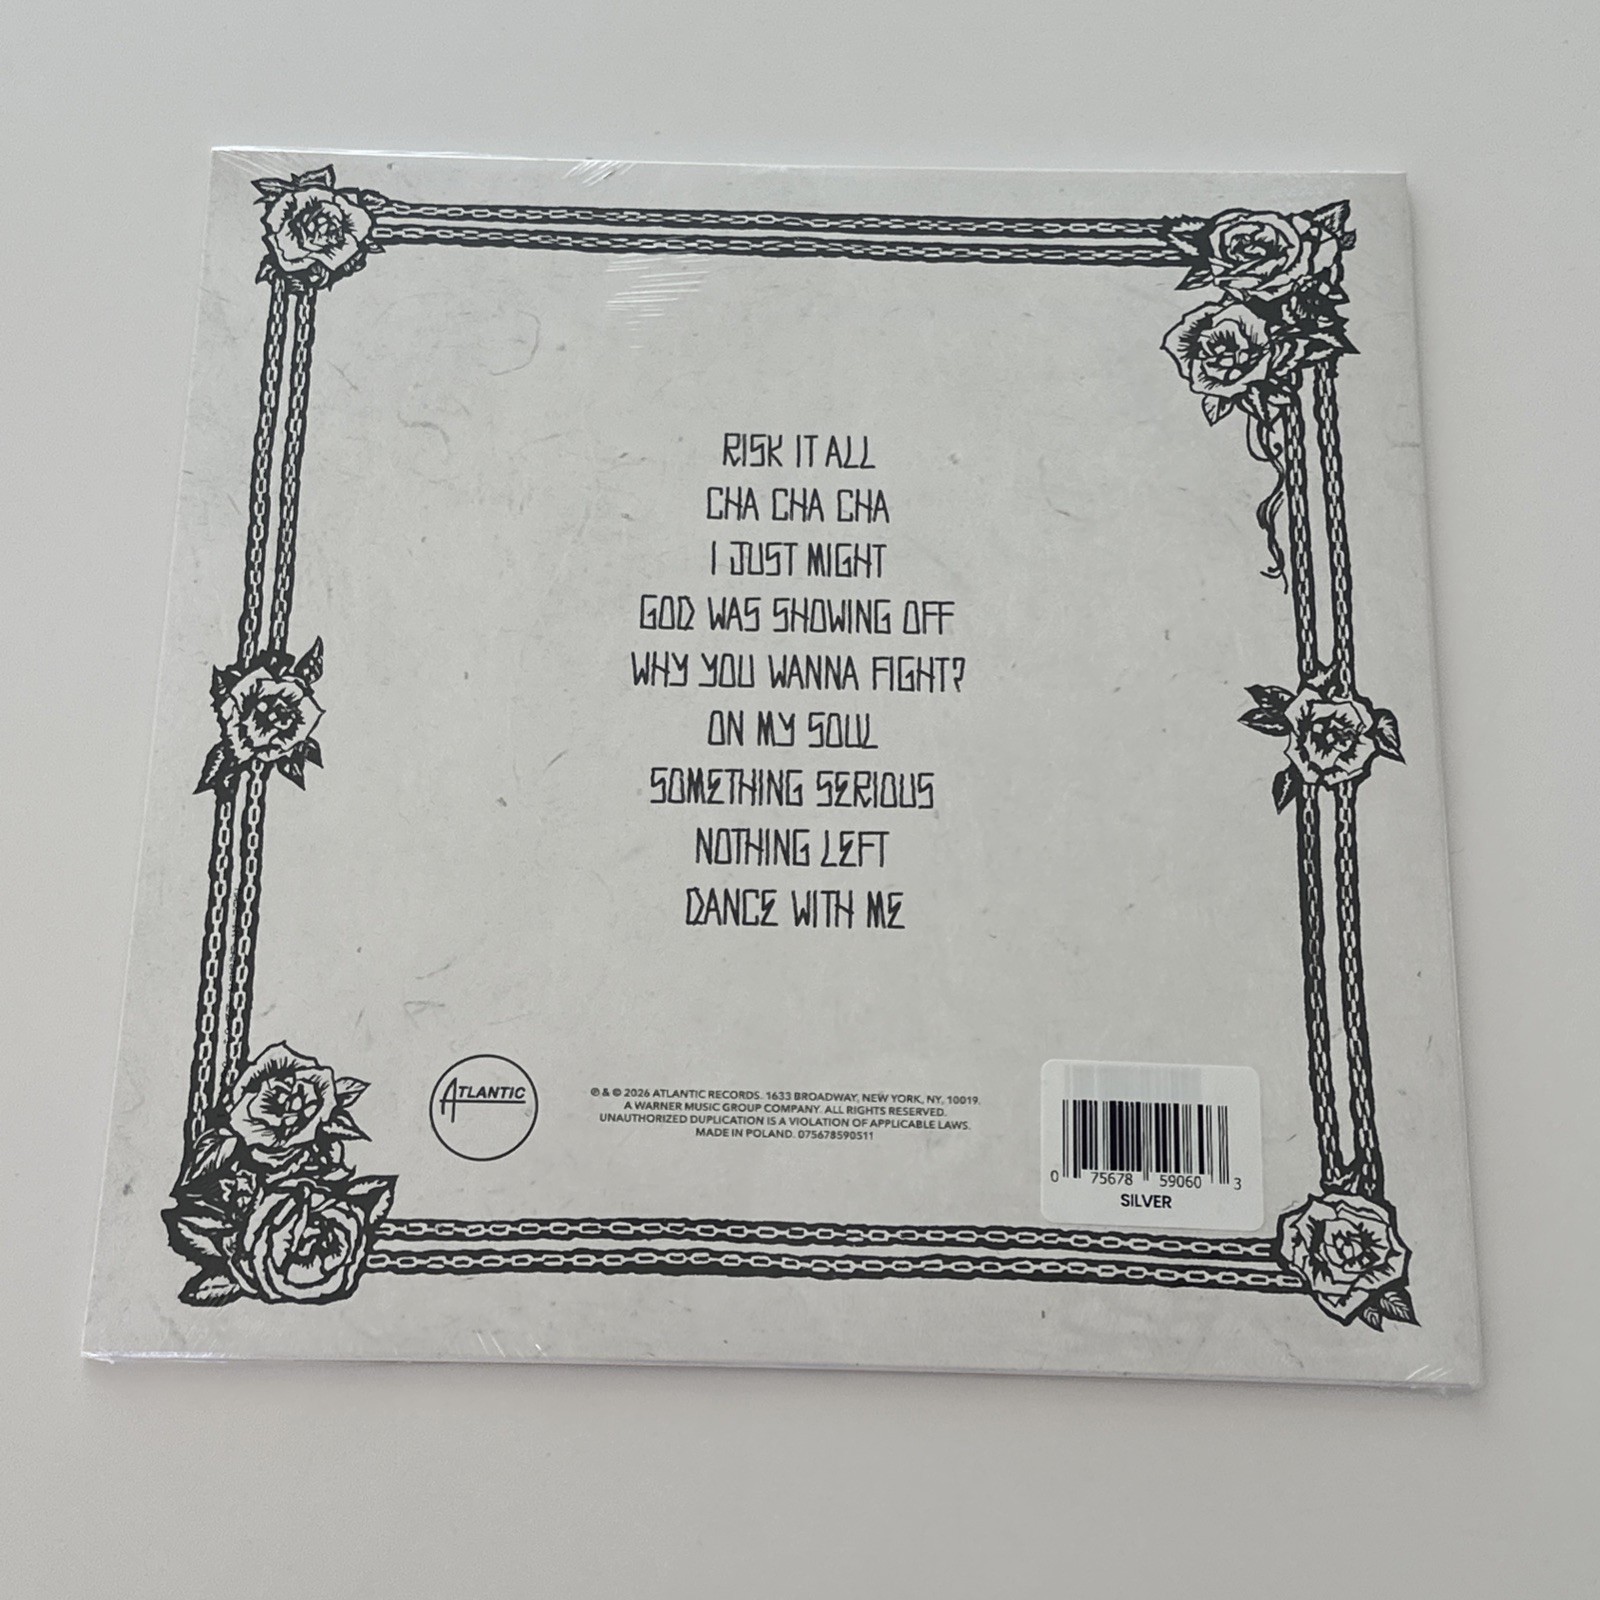 RISK IT ALL
CHA CHA CHA
I JUST MIGHT
GOD WAS SHOWING OFF
WHY YOU WANNA FIGHT?
ON MY SOUL
SOMETHING SERIOUS
NOTHING LEFT
DANCE WITH ME
ATLANTIC
℗ & © 2026 ATLANTIC RECORDS. 1633 BROADWAY, NEW YORK, NY, 10019.
A WARNER MUSIC GROUP COMPANY. ALL RIGHTS RESERVED.
UNAUTHORIZED DUPLICATION IS A VIOLATION OF APPLICABLE LAWS.
MADE IN POLAND. 075678590511
0 75678 59060 3
SILVER